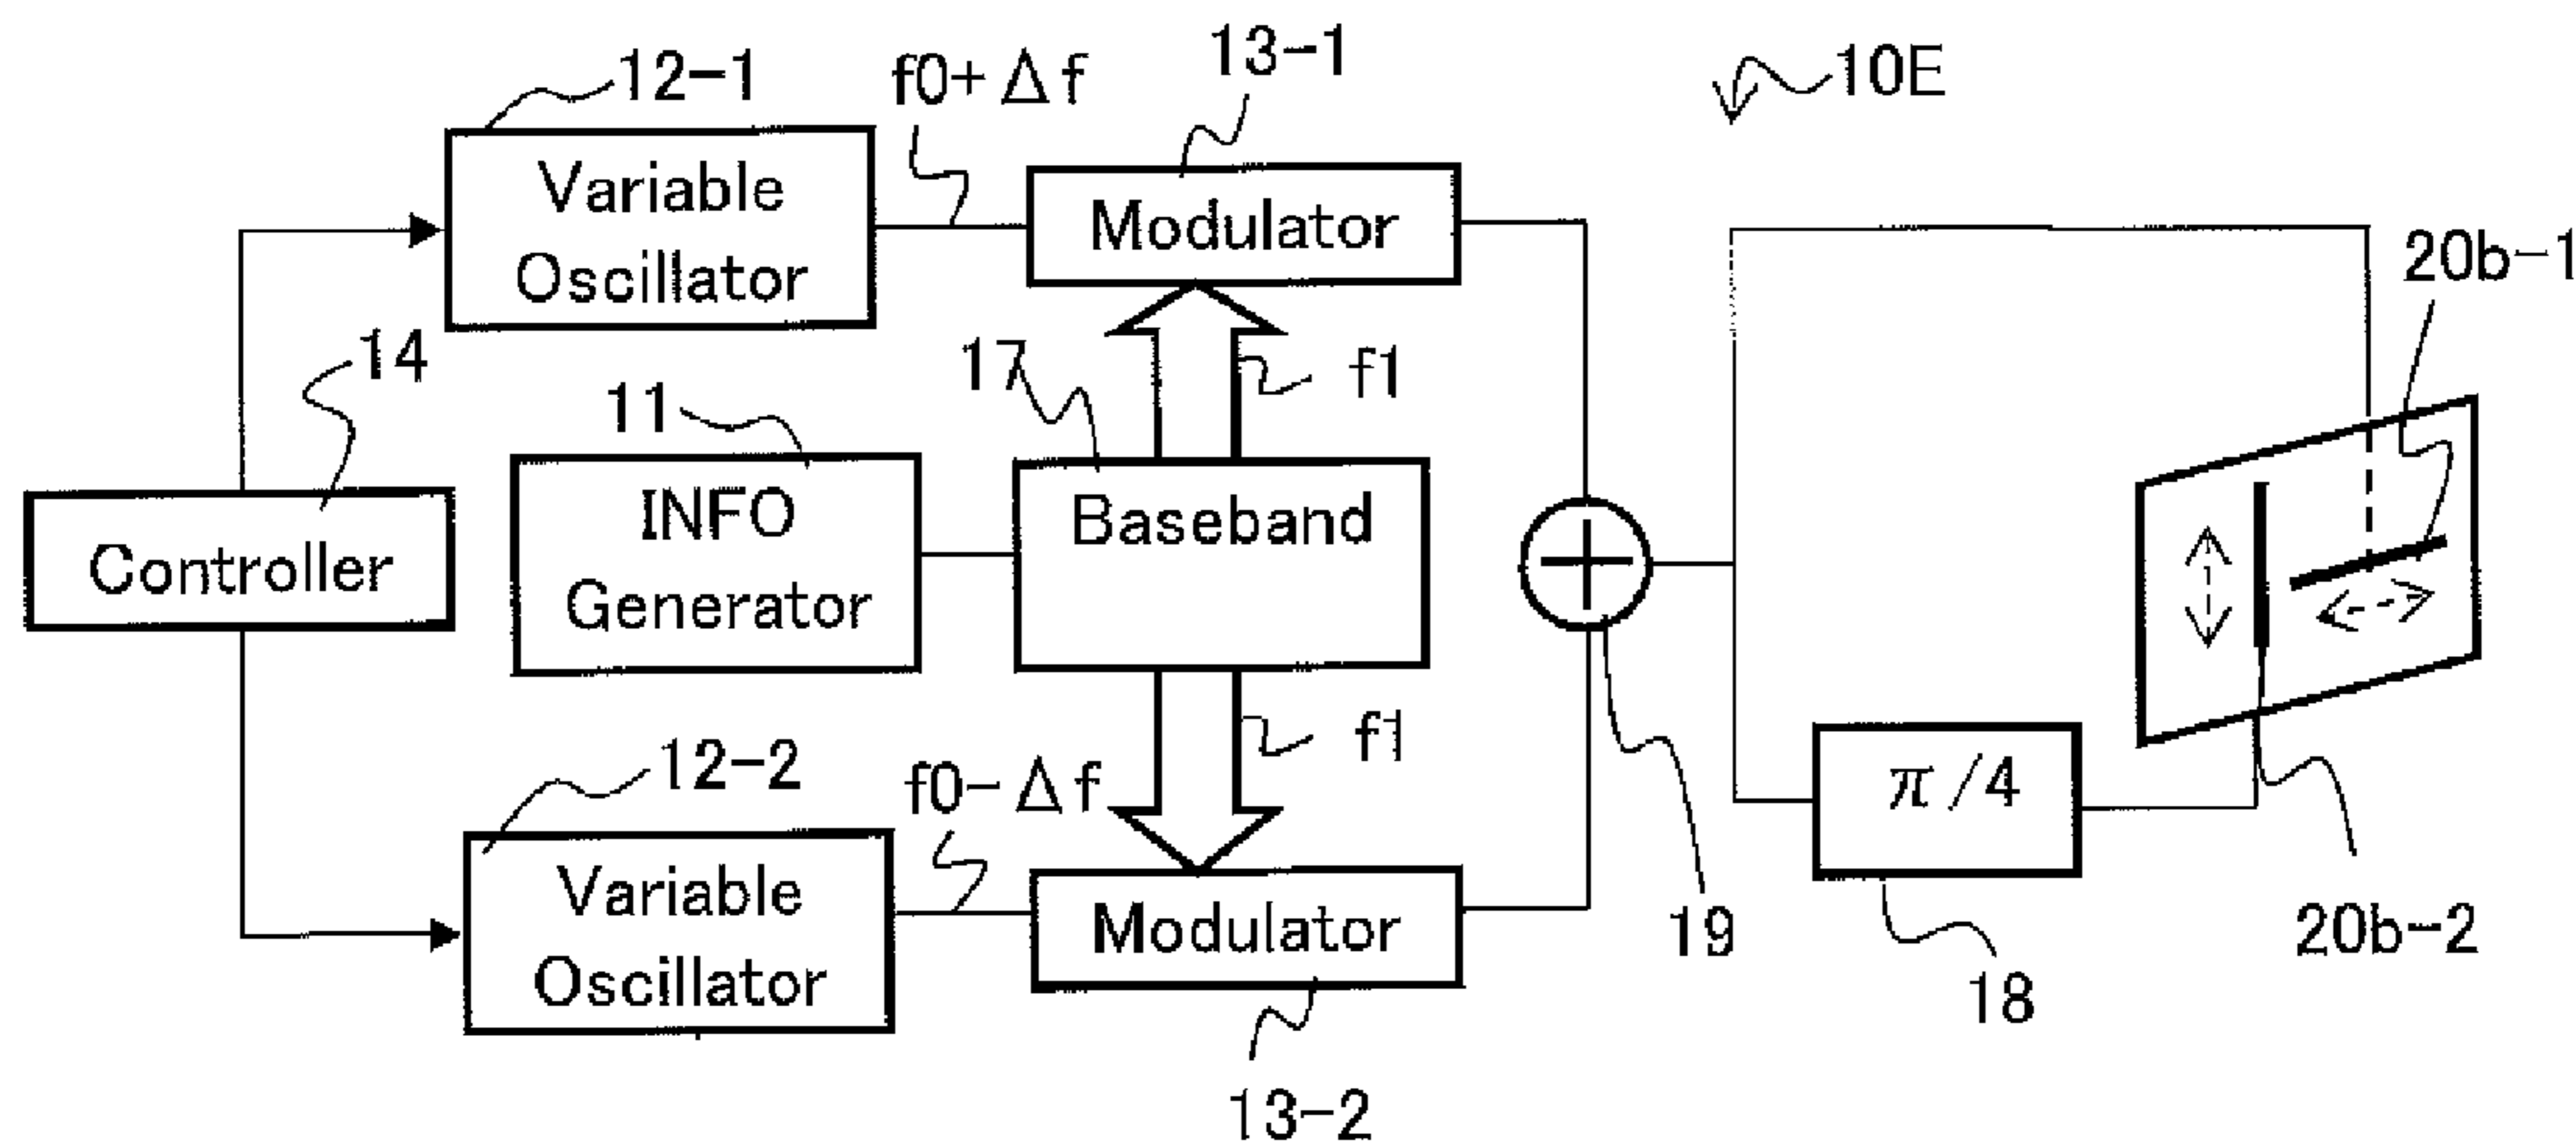 13-1
10E
12-1
f0+Δf
Variable
Oscillator
Modulator
20b-1
14
17
f1
11
INFO
Generator
Baseband
Controller
12-2
f0-Δf
f1
π/4
Variable
Oscillator
Modulator
19
20b-2
18
13-2